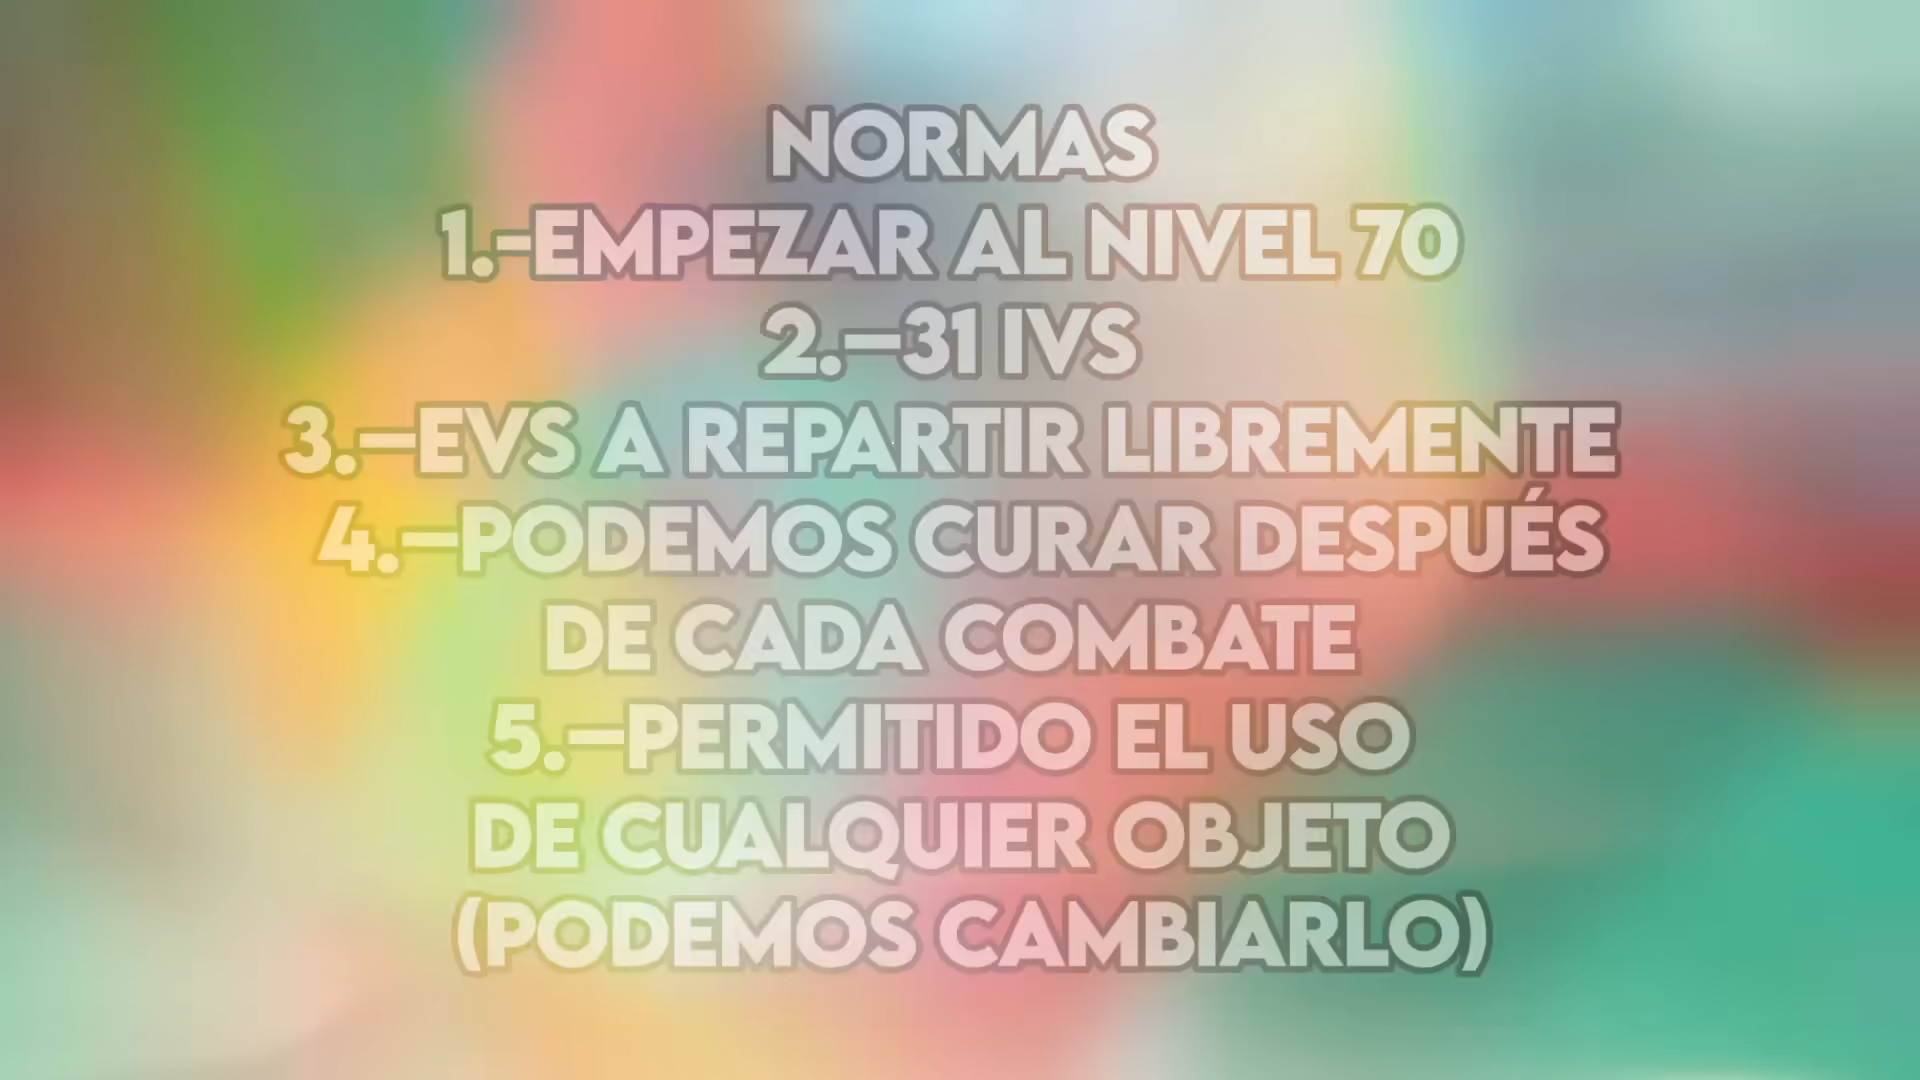 NORMAS
1.-EMPEZAR AL NIVEL 70
2.-31 IVS
3.-EVS A REPARTIR LIBREMENTE
4.-PODEMOS CURAR DESPUÉS
DE CADA COMBATE
5.-PERMITIDO EL USO
DE CUALQUIER OBJETO
(PODEMOS CAMBIARLO)